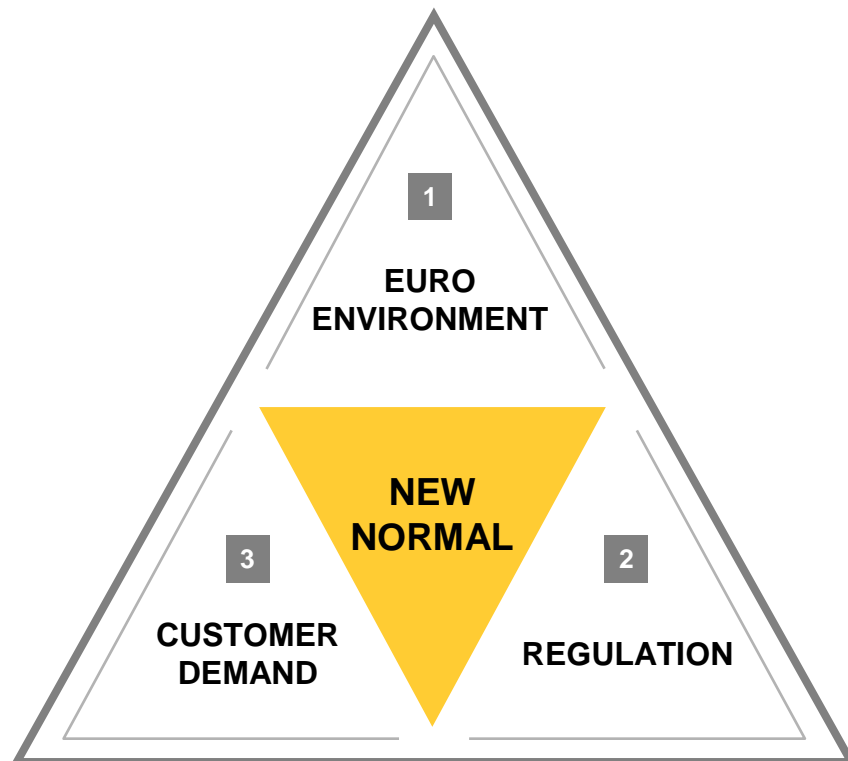 1
EURO
ENVIRONMENT
NEW
NORMAL
3
CUSTOMER
DEMAND
2
REGULATION